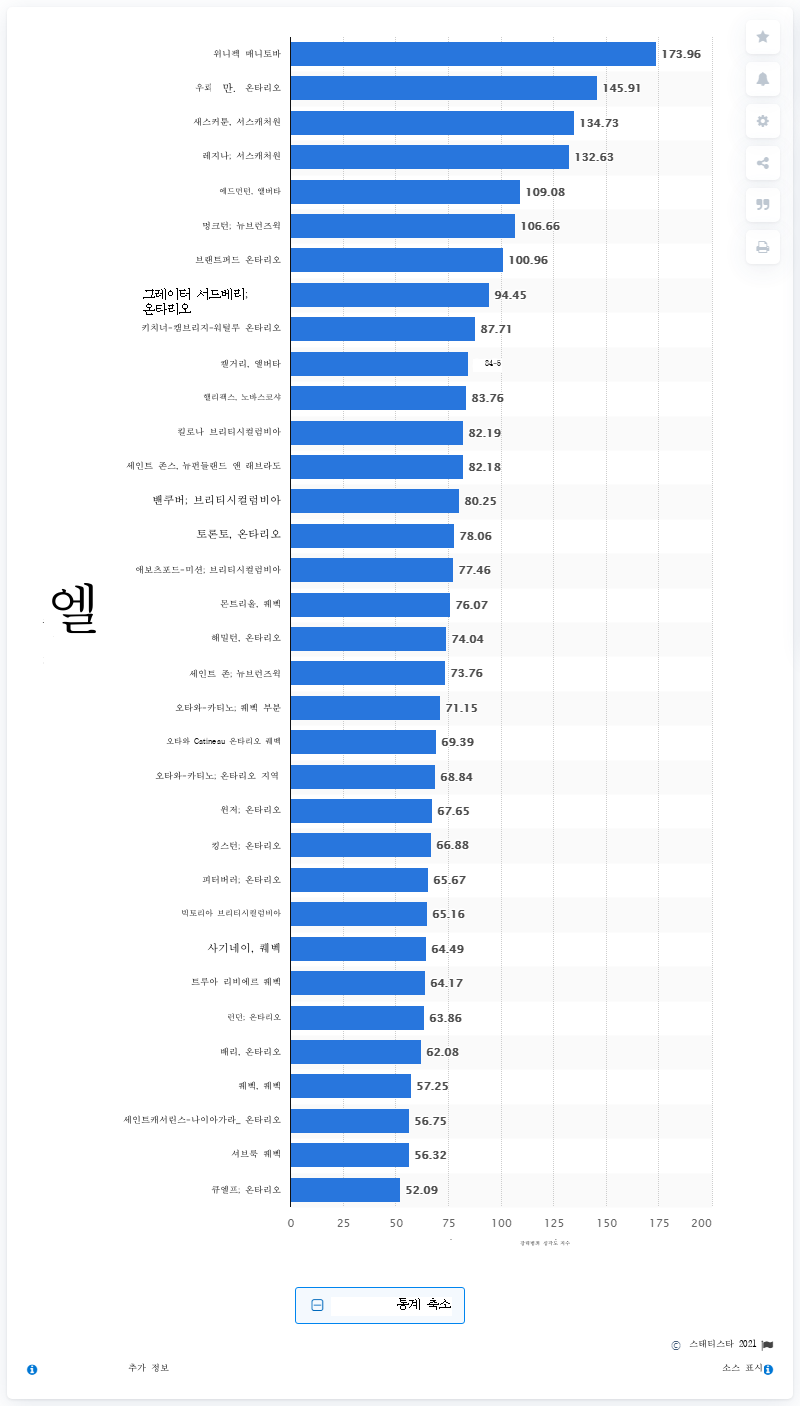 위니펙 매니토바 173.96
우뢰 만, 온타리오 145.91
새스커툰, 서스캐처원 134.73
레지나; 서스캐처원 132.63
에드먼턴, 앨버타 109.08
멍크턴; 뉴브런즈윅 106.66
브랜트퍼드 온타리오 100.96
그레이터 서드베리;
온타리오 94.45
키치너-캠브리지-워털루 온타리오 87.71
캘거리, 앨버타 84-6
핼리팩스, 노바스코샤 83.76
킬로나 브리티시컬럼비아 82.19
세인트 존스, 뉴펀들랜드 앤 래브라도 82.18
밴쿠버; 브리티시컬럼비아 80.25
토론토, 온타리오 78.06
애보츠포드-미션; 브리티시컬럼비아 77.46
엘
몬트리올, 퀘벡 76.07
해밀턴, 온타리오 74.04
세인트 존; 뉴브런즈윅 73.76
오타와-카티노; 퀘벡 부분 71.15
오타와 Catineau 온타리오 퀘벡 69.39
오타와-카티노; 온타리오 지역 68.84
윈저; 온타리오 67.65
킹스턴; 온타리오 66.88
피터버러; 온타리오 65.67
빅토리아 브리티시컬럼비아 65.16
사기네이, 퀘벡 64.49
트루아 리비에르 퀘벡 64.17
런던; 온타리오 63.86
배리, 온타리오 62.08
퀘벡, 퀘벡 57.25
세인트캐서린스-나이아가라_ 온타리오 56.75
셔브룩 퀘벡 56.32
큐엘프; 온타리오 52.09
0 25 50 75 100 125 150 175 200
통계 축소
© 스태티스타 2021
추가 정보 소스 표시